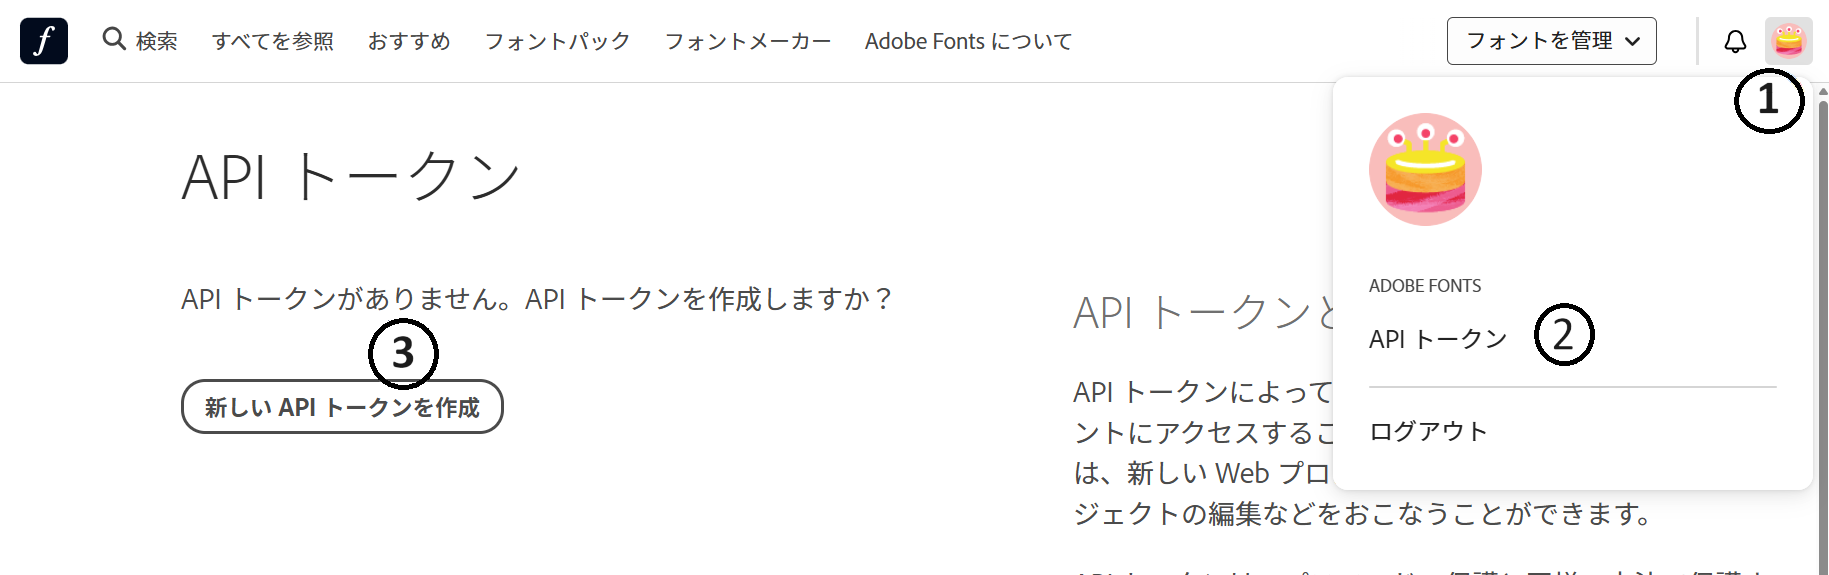 f 検索 すべてを参照 おすすめ フォントパック フォントメーカー Adobe Fonts について フォントを管理
1
API トークン
ADOBE FONTS
API トークン 2
ログアウト
API トークンがありません。API トークンを作成しますか？
3
新しい API トークンを作成
API トークン
API トークンによって
ントにアクセスするこ
は、新しい Web プロ
ジェクトの編集などをおこなうことができます。